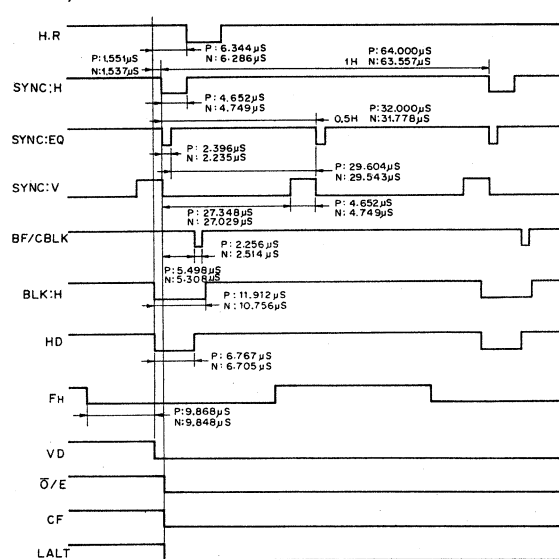 H.R
P: 6.344μS
N: 6.286μS
P: 1.551μS
N: 1.537μS
P: 64.000μS
1H
N: 63.557μS
SYNC:H
P: 4.652μS
N: 4.749μS
P: 32.000μS
0.5H
N: 31.778μS
SYNC:EQ
P: 2.396μS
N: 2.235μS
P: 29.604μS
N: 29.543μS
SYNC:V
P: 27.348μS
N: 27.029μS
P: 4.652μS
N: 4.749μS
BF/CBLK
P: 2.256μS
N: 2.514μS
P: 5.498μS
N: 5.308μS
BLK:H
P: 11.912μS
N: 10.756μS
HD
P: 6.767μS
N: 6.705μS
FH
P: 9.868μS
N: 9.848μS
VD
O̅/E
CF
LALT